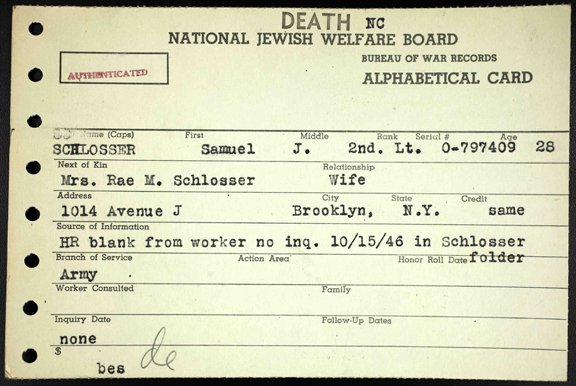 DEATH NC
NATIONAL JEWISH WELFARE BOARD
BUREAU OF WAR RECORDS
AUTHENTICATED
ALPHABETICAL CARD
(Caps) First Middle Rank Serial # Age
SCHLOSSER Samuel J. 2nd. Lt. O-797409 28
Next of Kin Relationship
Mrs. Rae M. Schlosser Wife
Address City State Credit
1014 Avenue J Brooklyn, N.Y. same
Source of Information
HR blank from worker no inq. 10/15/46 in Schlosser
Branch of Service Action Area Honor Roll Date folder
Army
Worker Consulted Family
Inquiry Date Follow-Up Dates
none
$
bes de